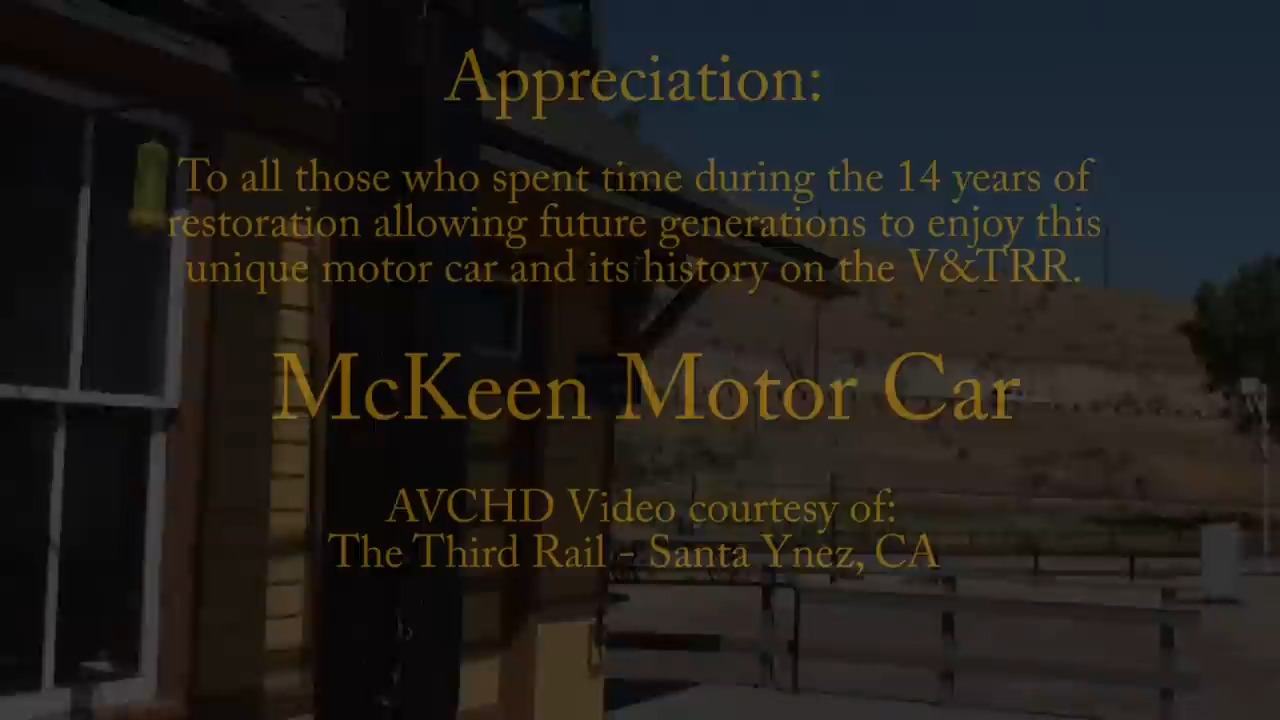 Appreciation:
To all those who spent time during the 14 years of
restoration allowing future generations to enjoy this
unique motor car and its history on the V&TRR.
McKeen Motor Car
AVCHD Video courtesy of:
The Third Rail - Santa Ynez, CA